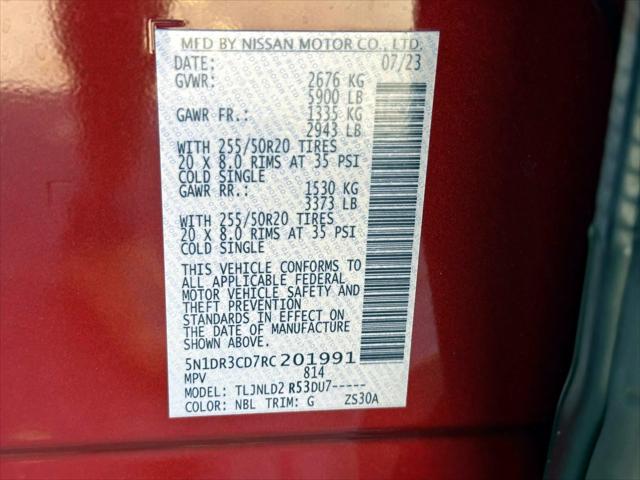 MFD BY NISSAN MOTOR CO., LTD.
DATE: 07/23
GVWR: 2676 KG
5900 LB
GAWR FR.: 1335 KG
2943 LB
WITH 255/50R20 TIRES
20 X 8.0 RIMS AT 35 PSI
COLD SINGLE
GAWR RR.: 1530 KG
3373 LB
WITH 255/50R20 TIRES
20 X 8.0 RIMS AT 35 PSI
COLD SINGLE
THIS VEHICLE CONFORMS TO
ALL APPLICABLE FEDERAL
MOTOR VEHICLE SAFETY AND
THEFT PREVENTION
STANDARDS IN EFFECT ON
THE DATE OF MANUFACTURE
SHOWN ABOVE.
5N1DR3CD7RC201991
MPV 814
MODEL: TLJNLD2 R53DU7-----
COLOR: NBL TRIM: G ZS30A